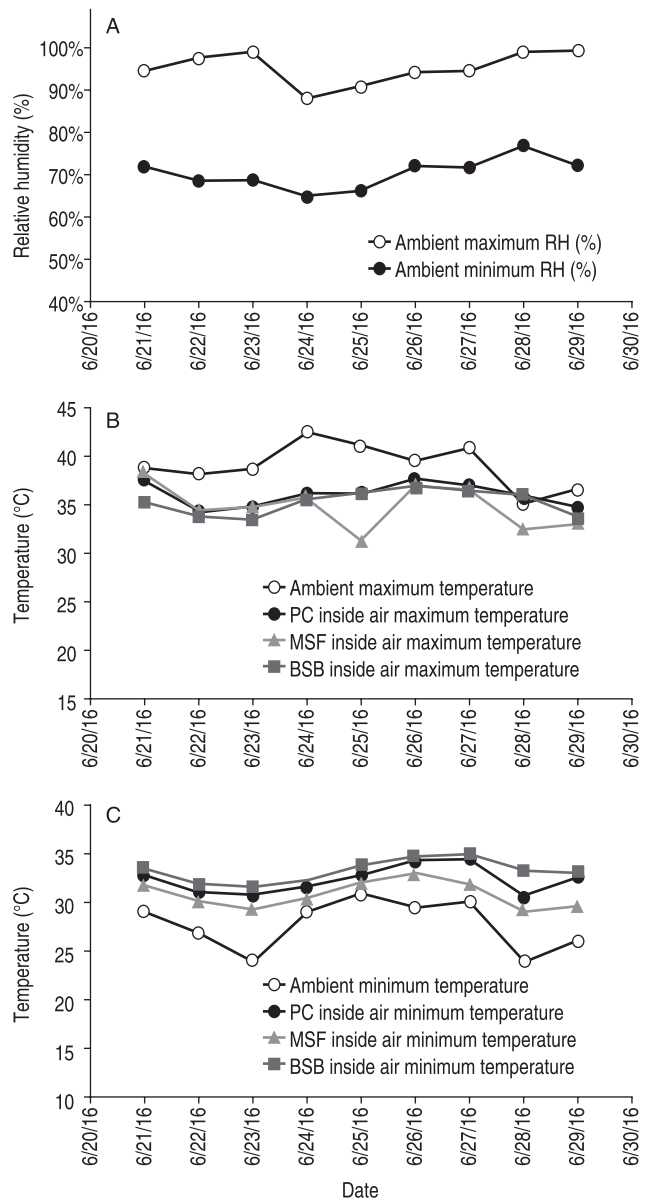 A
100%
90%
80%
70%
60%
50%
40%
Relative humidity (%)
Ambient maximum RH (%)
Ambient minimum RH (%)
6/20/16 6/21/16 6/22/16 6/23/16 6/24/16 6/25/16 6/26/16 6/27/16 6/28/16 6/29/16 6/30/16
B
45
40
35
30
25
20
15
Temperature (°C)
Ambient maximum temperature
PC inside air maximum temperature
MSF inside air maximum temperature
BSB inside air maximum temperature
6/20/16 6/21/16 6/22/16 6/23/16 6/24/16 6/25/16 6/26/16 6/27/16 6/28/16 6/29/16 6/30/16
C
40
35
30
25
20
15
10
Temperature (°C)
Ambient minimum temperature
PC inside air minimum temperature
MSF inside air minimum temperature
BSB inside air minimum temperature
6/20/16 6/21/16 6/22/16 6/23/16 6/24/16 6/25/16 6/26/16 6/27/16 6/28/16 6/29/16 6/30/16
Date